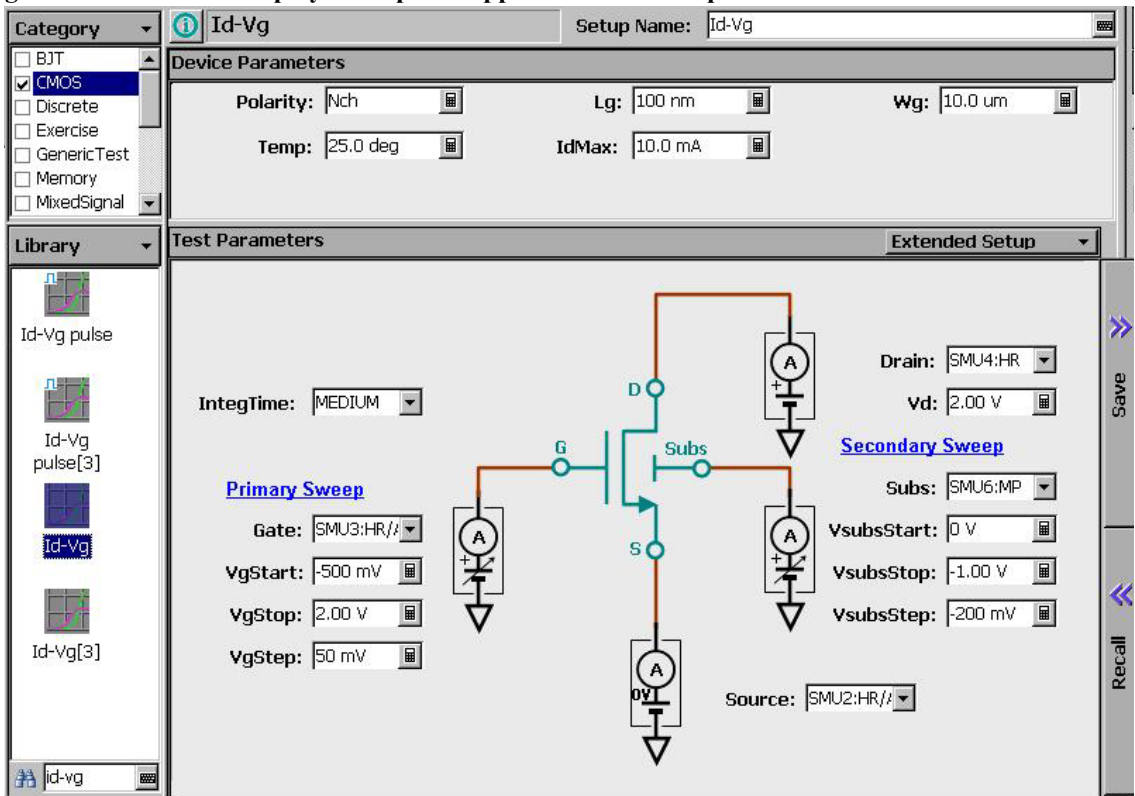 Category
BJT
CMOS
Discrete
Exercise
GenericTest
Memory
MixedSignal
Library
Id-Vg pulse
Id-Vg
pulse[3]
Id-Vg
Id-Vg[3]
id-vg
Id-Vg
Setup Name: Id-Vg
Device Parameters
Polarity: Nch
Lg: 100 nm
Wg: 10.0 um
Temp: 25.0 deg
IdMax: 10.0 mA
Test Parameters
Extended Setup
IntegTime: MEDIUM
Primary Sweep
Gate: SMU3:HR/
VgStart: -500 mV
VgStop: 2.00 V
VgStep: 50 mV
D
G
Subs
S
A
+
A
+
A
+
A
0V
Drain: SMU4:HR
Vd: 2.00 V
Secondary Sweep
Subs: SMU6:MP
VsubsStart: 0 V
VsubsStop: -1.00 V
VsubsStep: -200 mV
Source: SMU2:HR/
Save
Recall